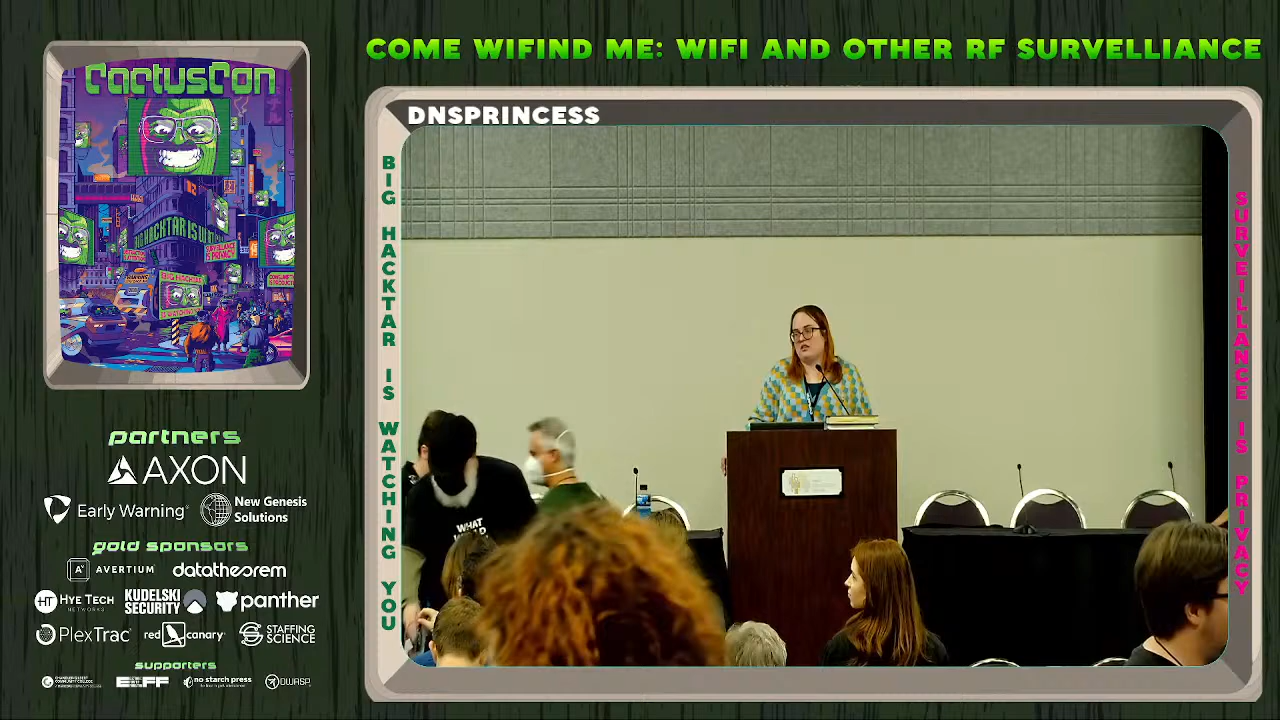 COME WIFIND ME: WIFI AND OTHER RF SURVELLIANCE
CactusCon
DNSPRINCESS
BIG HACKTAR IS WATCHING YOU
SURVEILLANCE IS PRIVACY
WHAT
partners
AXON
Early Warning
New Genesis
Solutions
gold sponsors
AVERTIUM
datatheorem
HT HYE TECH
NETWORKS
KUDELSKI
SECURITY
panther
PlexTrac
red canary
STAFFING
SCIENCE
supporters
EFF
no starch press
OWASP